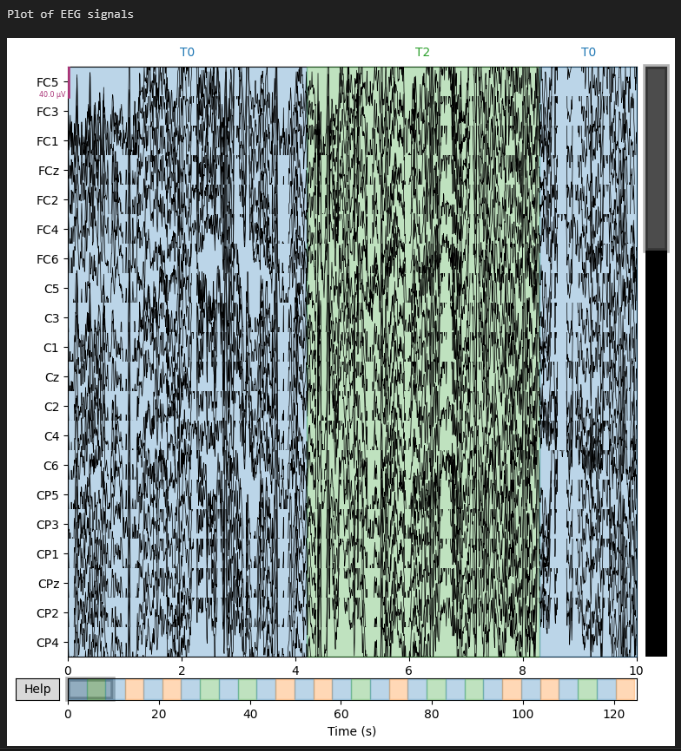 Plot of EEG signals
T0 T2 T0
FC5
40.0 µV
FC3
FC1
FCz
FC2
FC4
FC6
C5
C3
C1
Cz
C2
C4
C6
CP5
CP3
CP1
CPz
CP2
CP4
0 2 4 6 8 10
Help
0 20 40 60 80 100 120
Time (s)